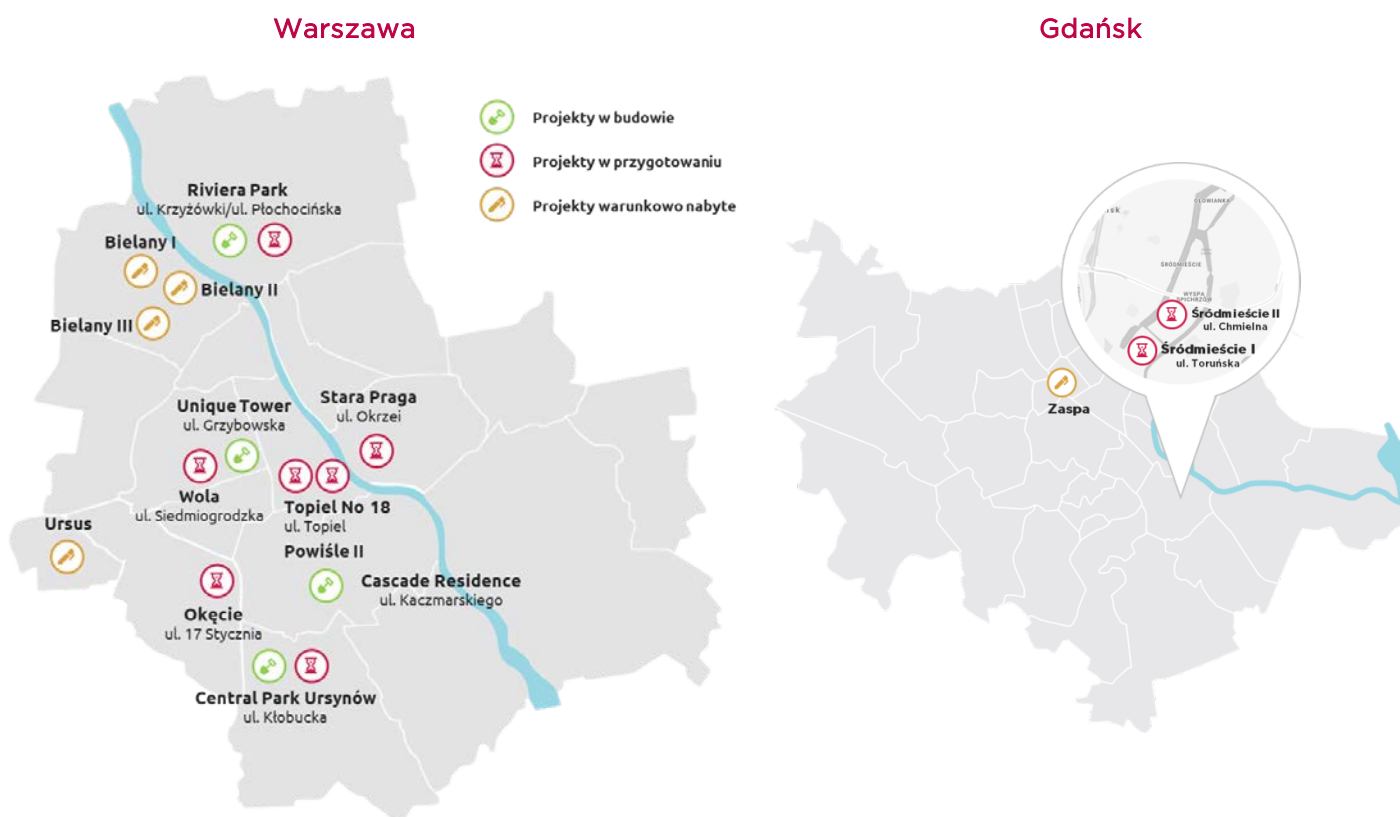 Warszawa
Gdańsk
Projekty w budowie
Projekty w przygotowaniu
Projekty warunkowo nabyte
Riviera Park
ul. Krzyżówki/ul. Płochocińska
Bielany I
Bielany II
Bielany III
Unique Tower
ul. Grzybowska
Stara Praga
ul. Okrzei
Wola
ul. Siedmiogrodzka
Topiel No 18
ul. Topiel
Powiśle II
Ursus
Cascade Residence
ul. Kaczmarskiego
Okęcie
ul. 17 Stycznia
Central Park Ursynów
ul. Kłobucka
OŁOWIANKA
ŚRÓDMIEŚCIE
WYSPA
SPICHRZÓW
Śródmieście II
ul. Chmielna
Śródmieście I
ul. Toruńska
Zaspa